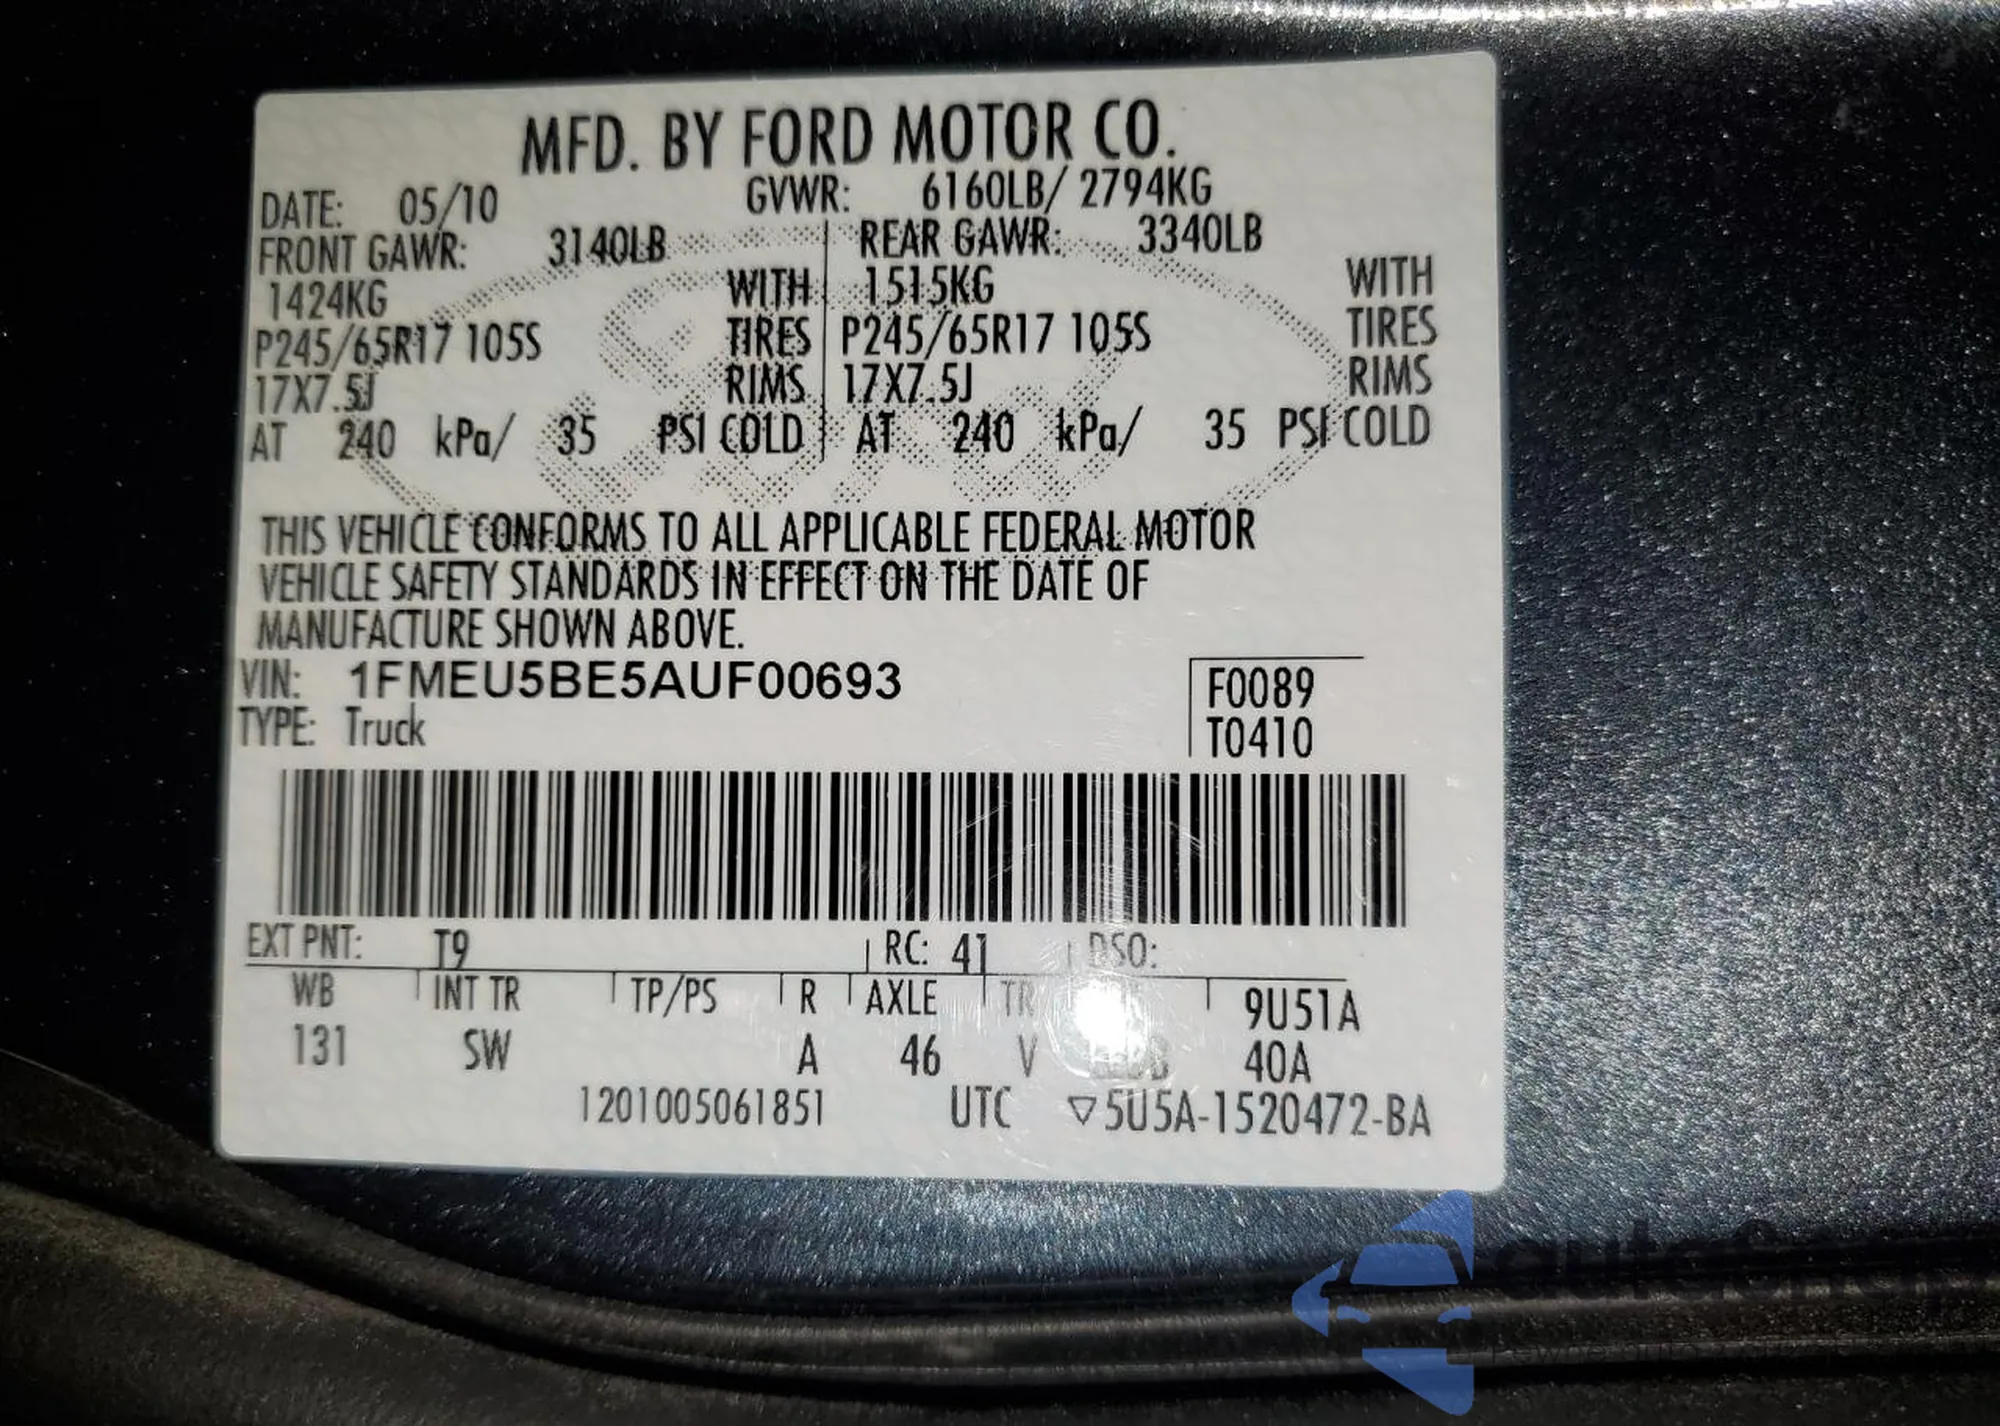 MFD. BY FORD MOTOR CO.
DATE: 05/10 GVWR: 6160LB/ 2794KG
FRONT GAWR: 3140LB REAR GAWR: 3340LB
1424KG WITH 1515KG WITH
P245/65R17 105S TIRES P245/65R17 105S TIRES
17X7.5J RIMS 17X7.5J RIMS
AT 240 kPa/ 35 PSI COLD AT 240 kPa/ 35 PSI COLD
THIS VEHICLE CONFORMS TO ALL APPLICABLE FEDERAL MOTOR
VEHICLE SAFETY STANDARDS IN EFFECT ON THE DATE OF
MANUFACTURE SHOWN ABOVE.
VIN: 1FMEU5BE5AUF00693 F0089
TYPE: Truck T0410
EXT PNT: T9 RC: 41 DSO:
WB INT TR TP/PS R AXLE TR 9U51A
131 SW A 46 V 40A
1201005061851 UTC ▽5U5A-1520472-BA